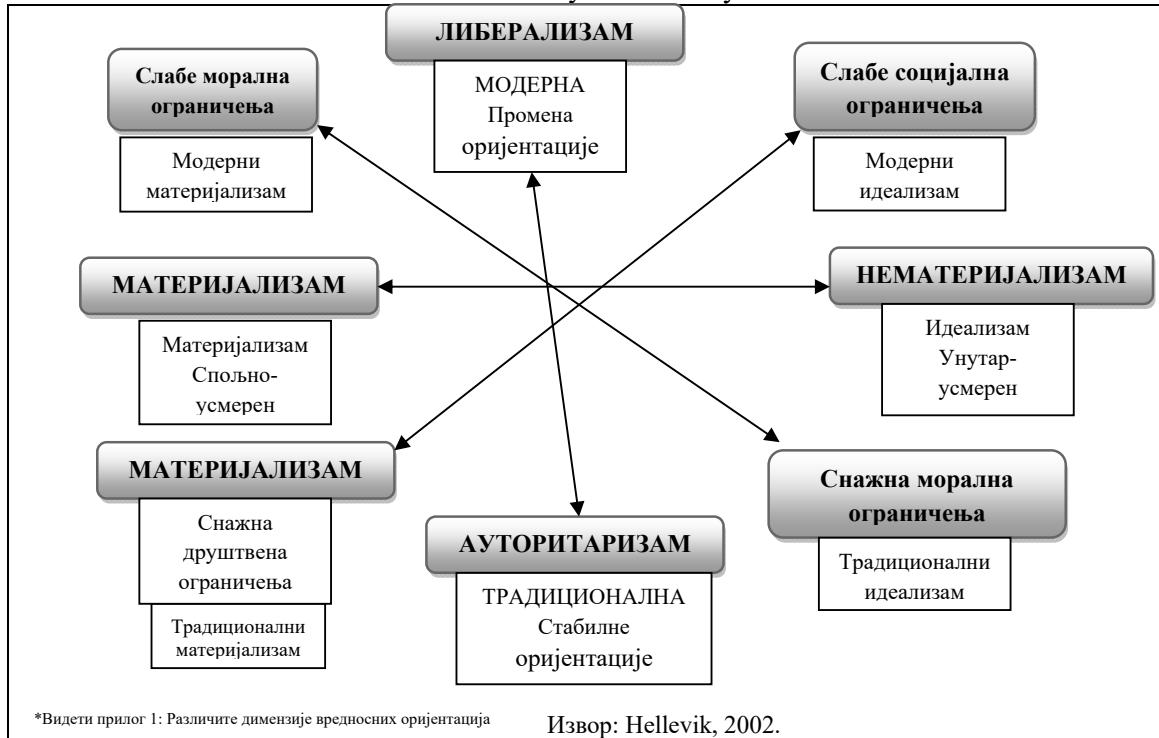 ЛИБЕРАЛИЗАМ
МОДЕРНА
Промена
оријентације
Слабе морална
ограничења
Модерни
материјализам
Слабе социјална
ограничења
Модерни
идеализам
МАТЕРИЈАЛИЗАМ
Материјализам
Спољно-
усмерен
НЕМАТЕРИЈАЛИЗАМ
Идеализам
Унутар-
усмерен
МАТЕРИЈАЛИЗАМ
Снажна
друштвена
ограничења
Традиционални
материјализам
АУТОРИТАРИЗАМ
ТРАДИЦИОНАЛНА
Стабилне
оријентације
Снажна морална
ограничења
Традиционални
идеализам
*Видети прилог 1: Различите димензије вредносних оријентација
Извор: Hellevik, 2002.